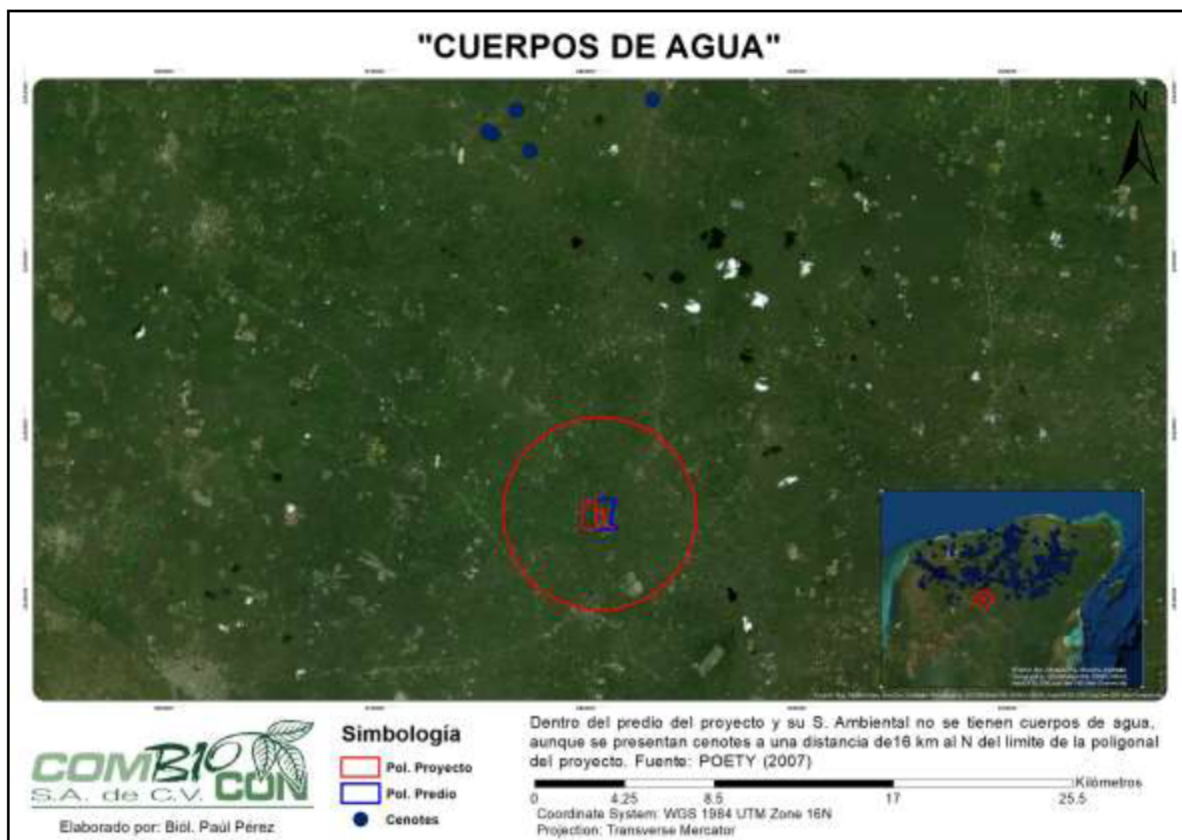 "CUERPOS DE AGUA"
N
COMBIOCON
S.A. de C.V.
Elaborado por: Biól. Paúl Pérez
Simbología
Pol. Proyecto
Pol. Predio
Cenotes
Dentro del predio del proyecto y su S. Ambiental no se tienen cuerpos de agua,
aunque se presentan cenotes a una distancia de16 km al N del limite de la poligonal
del proyecto. Fuente: POETY (2007)
Kilómetros
0 4.25 8.5 17 25.5
Coordinate System: WGS 1984 UTM Zone 16N
Projection: Transverse Mercator